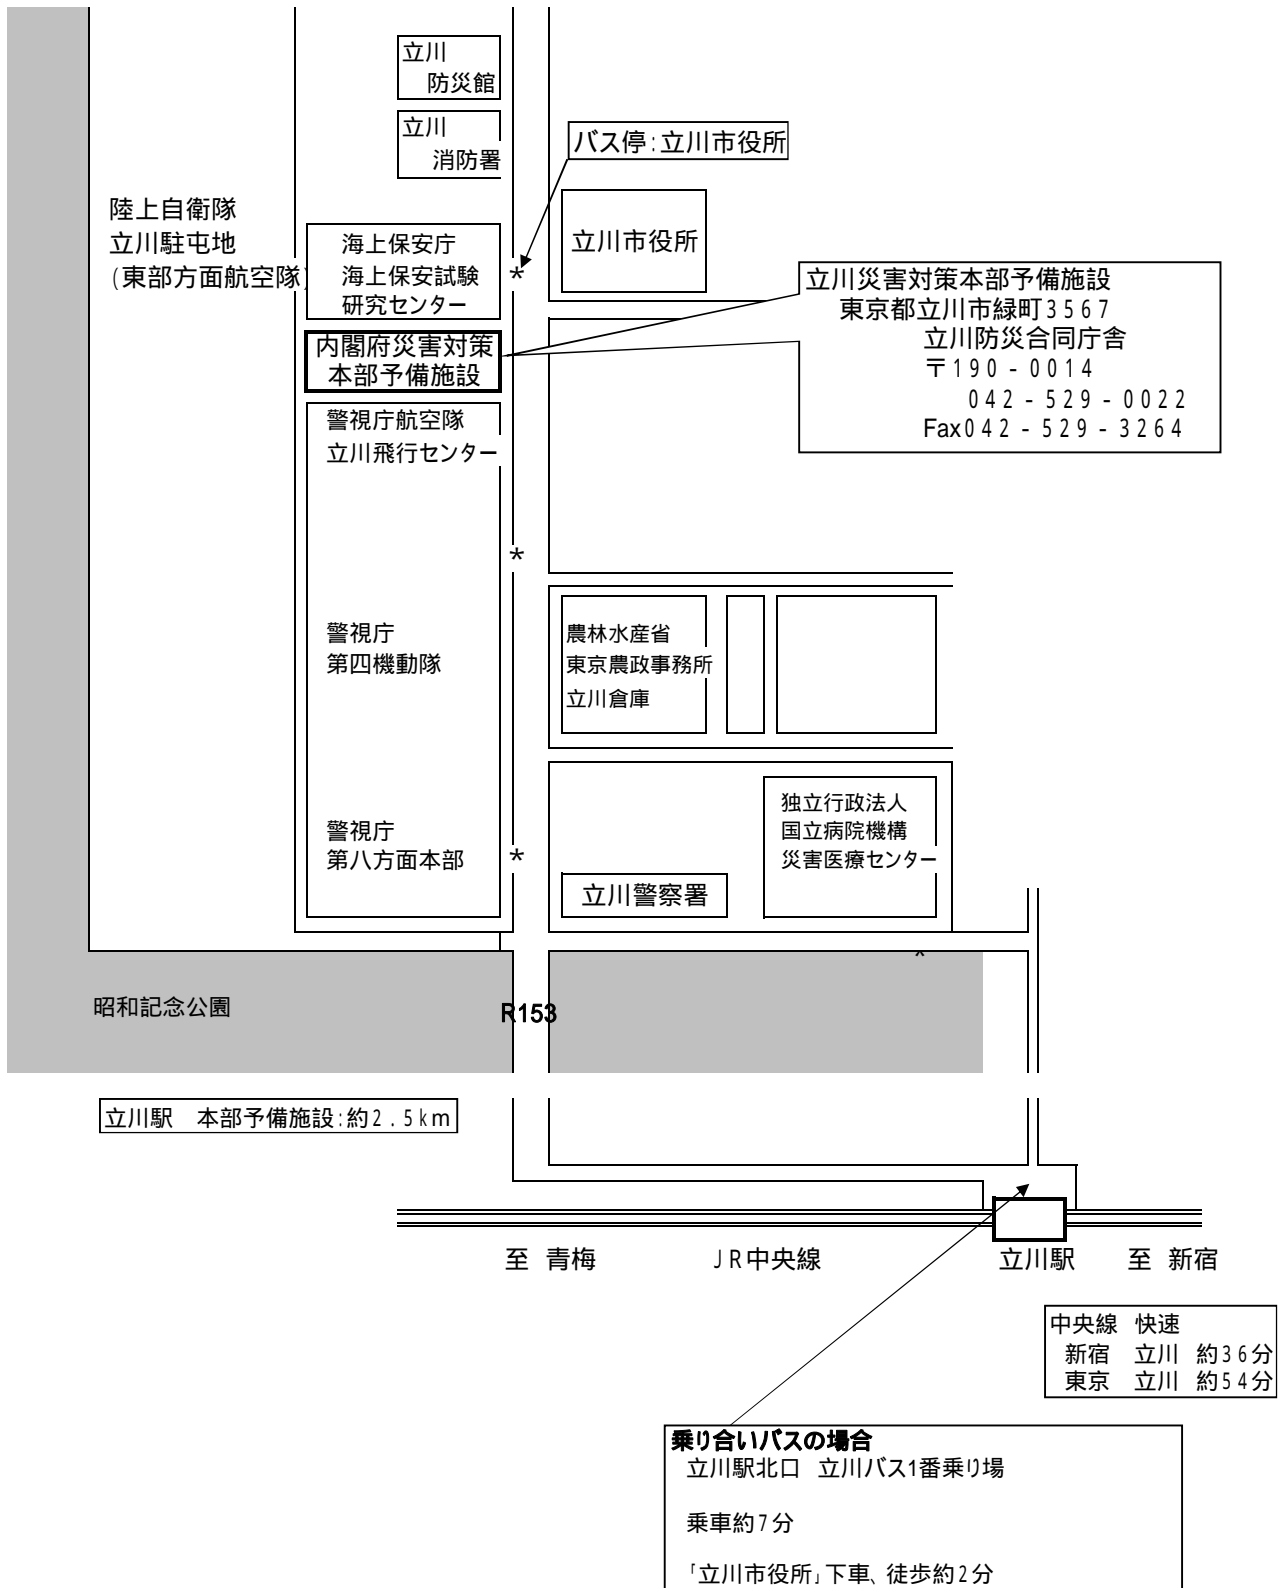 立川
防災館
立川
消防署
バス停:立川市役所
陸上自衛隊
立川駐屯地
(東部方面航空隊)
海上保安庁
海上保安試験
研究センター
*
立川市役所
内閣府災害対策
本部予備施設
立川災害対策本部予備施設
東京都立川市緑町3567
立川防災合同庁舎
〒190-0014
042-529-0022
Fax042-529-3264
警視庁航空隊
立川飛行センター
*
警視庁
第四機動隊
農林水産省
東京農政事務所
立川倉庫
警視庁
第八方面本部
*
立川警察署
独立行政法人
国立病院機構
災害医療センター
昭和記念公園
R153
立川駅 本部予備施設:約2.5km
至 青梅 JR中央線 立川駅 至 新宿
中央線 快速
新宿 立川 約36分
東京 立川 約54分
乗り合いバスの場合
立川駅北口 立川バス1番乗り場
乗車約7分
「立川市役所」下車、徒歩約2分